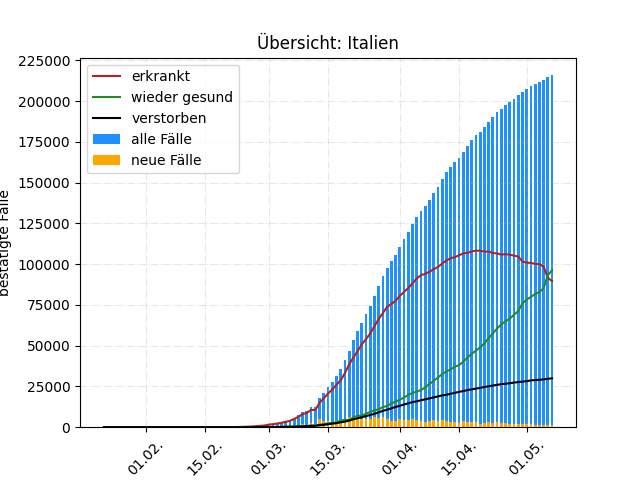 Übersicht: Italien
225000
200000
175000
150000
125000
100000
75000
50000
25000
0
bestätigte Fälle
erkrankt
wieder gesund
verstorben
alle Fälle
neue Fälle
01.02.
15.02.
01.03.
15.03.
01.04.
15.04.
01.05.